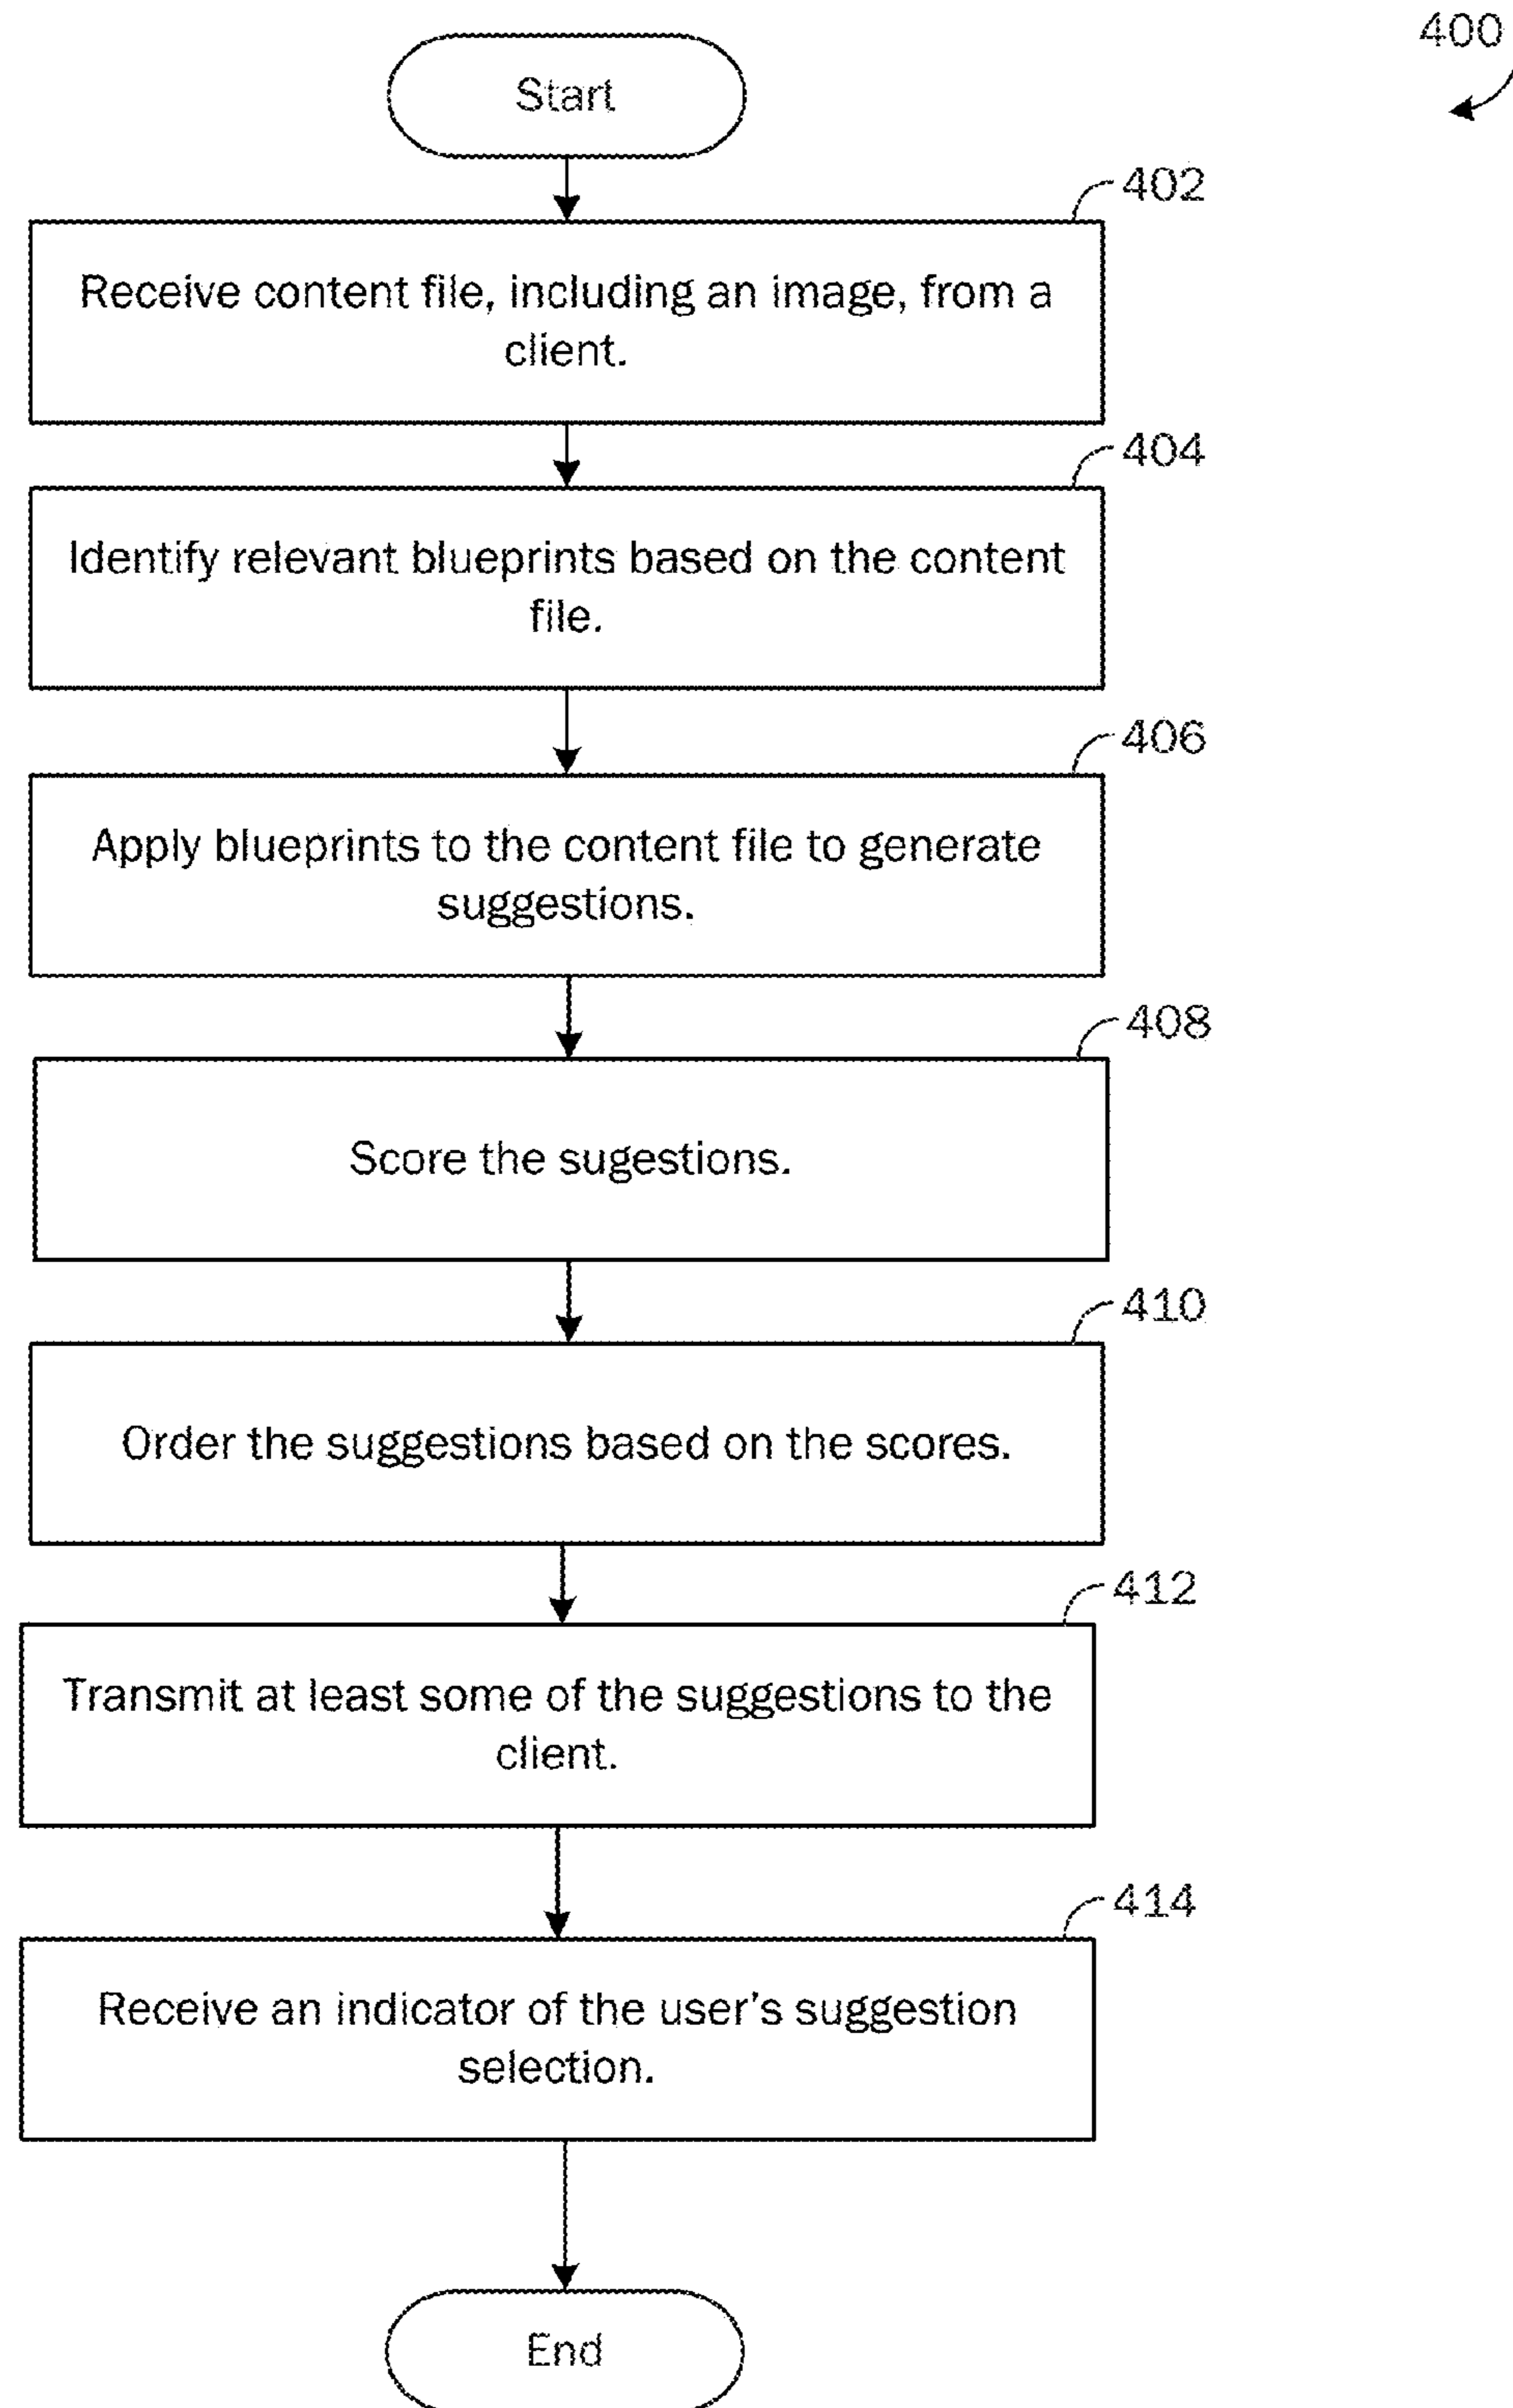 400
Start
402
Receive content file, including an image, from a
client.
404
Identify relevant blueprints based on the content
file.
406
Apply blueprints to the content file to generate
suggestions.
408
Score the sugestions.
410
Order the suggestions based on the scores.
412
Transmit at least some of the suggestions to the
client.
414
Receive an indicator of the user's suggestion
selection.
End